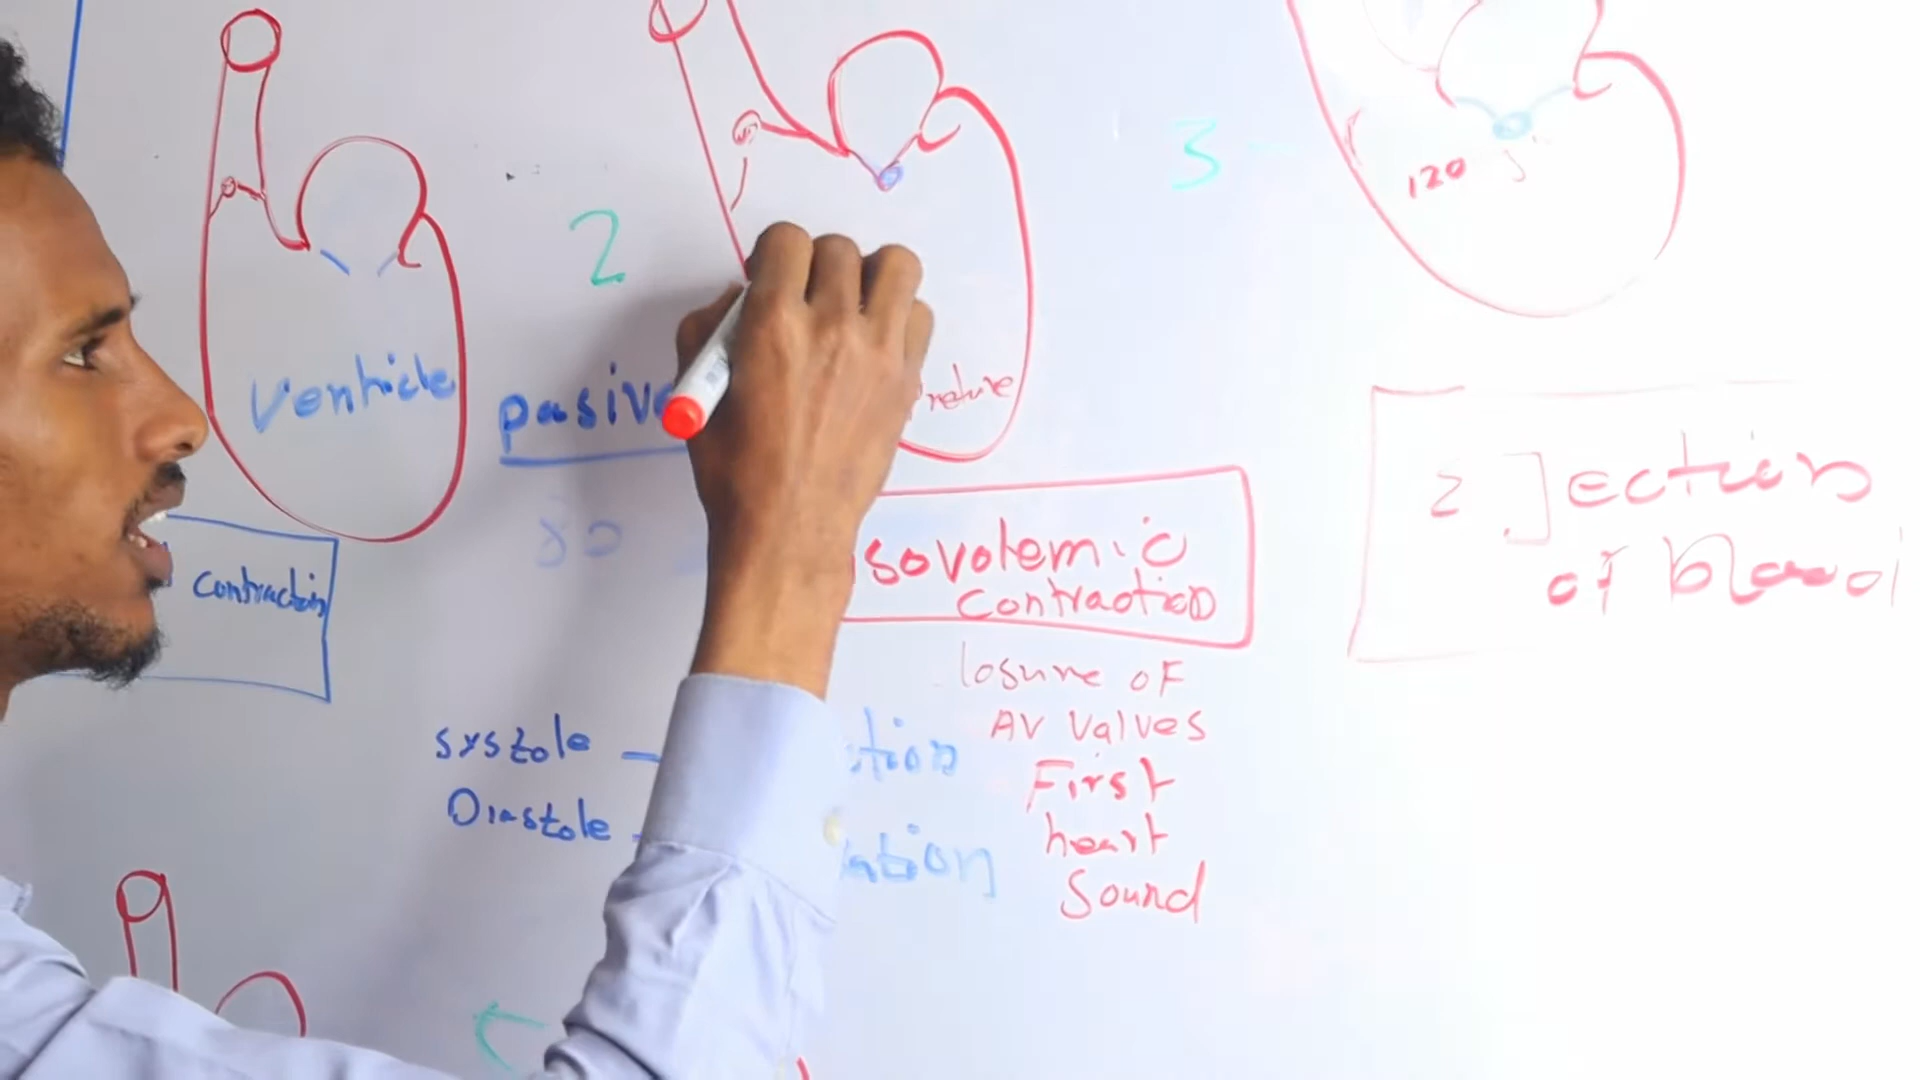 2
3
120
Ventricle
pasive
80
contraction
isovolemic
contraction
Ejection
of blood
losure of
AV Valves
First
heart
Sound
systole -
Diastole -